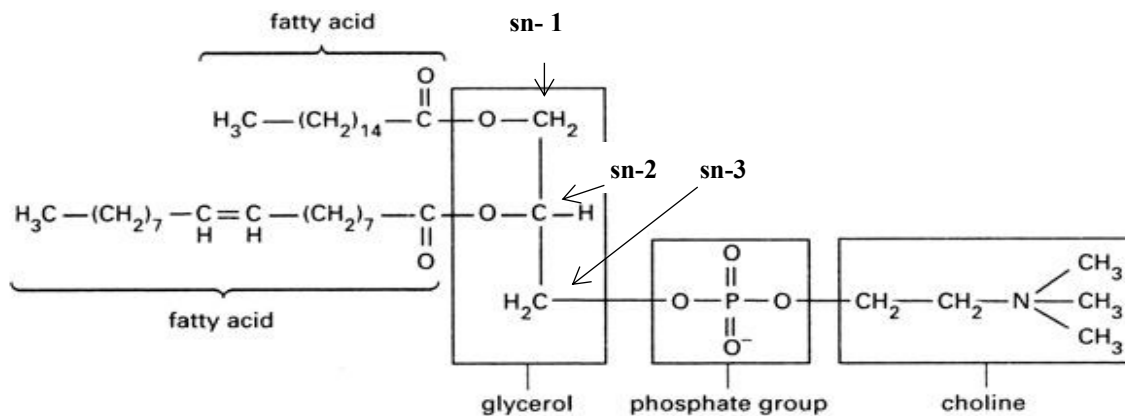 fatty acid
sn- 1
O
H₃C — (CH₂)₁₄ — C — O — CH₂
sn-2 sn-3
H₃C — (CH₂)₇ — C = C — (CH₂)₇ — C — O — C — H
H H
O
O CH₃
H₂C O — P — O — CH₂ — CH₂ — N — CH₃
O⁻ CH₃
fatty acid
glycerol phosphate group choline